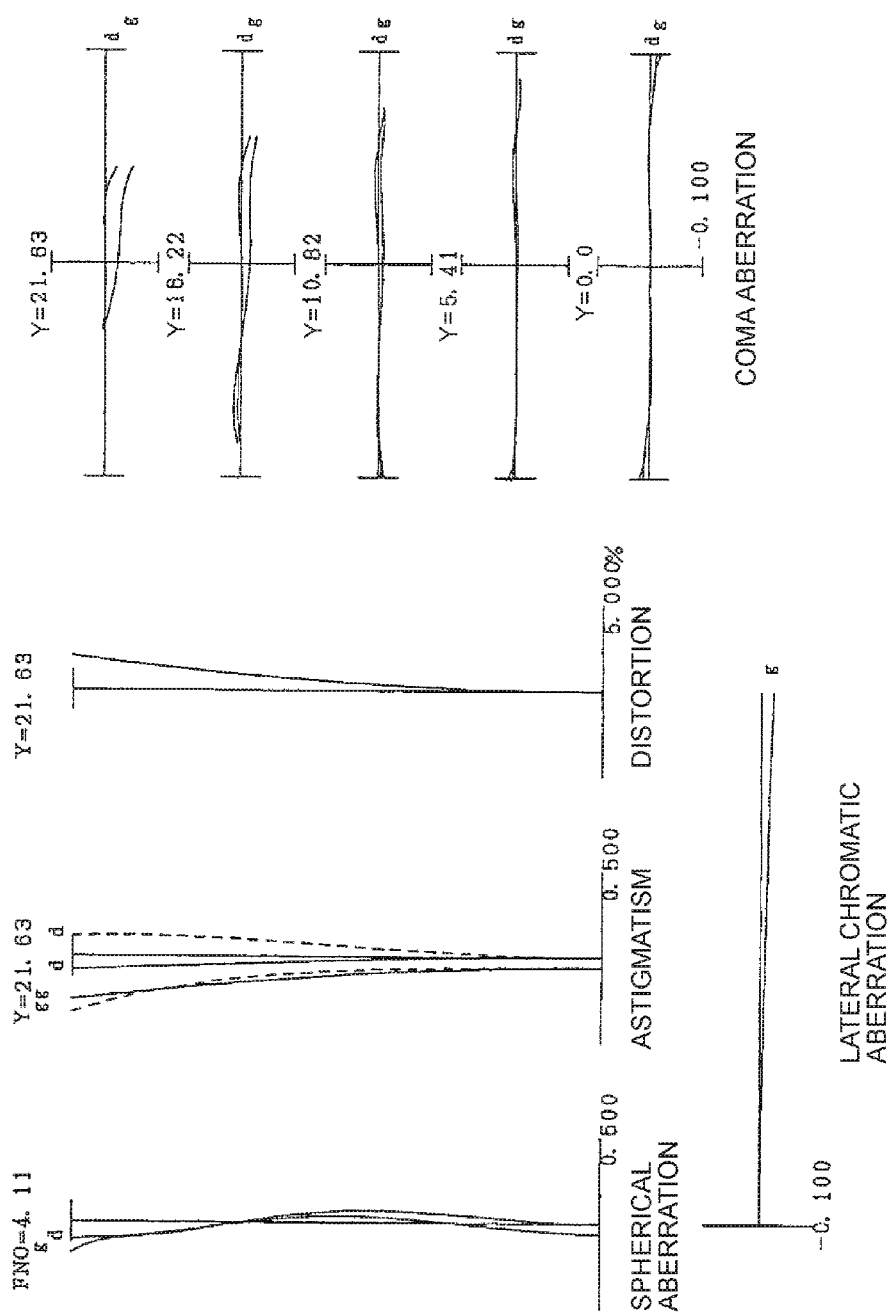 FNO=4. 11
g
d
0. 500
SPHERICAL
ABERRATION
Y=21. 63
gg
d
d
0. 500
ASTIGMATISM
Y=21. 63
5. 000%
DISTORTION
Y=21. 63
d g
Y=16. 22
d g
Y=10. 82
d g
Y=5. 41
d g
Y=0. 0
d g
-0. 100
COMA ABERRATION
g
-0. 100
LATERAL CHROMATIC
ABERRATION